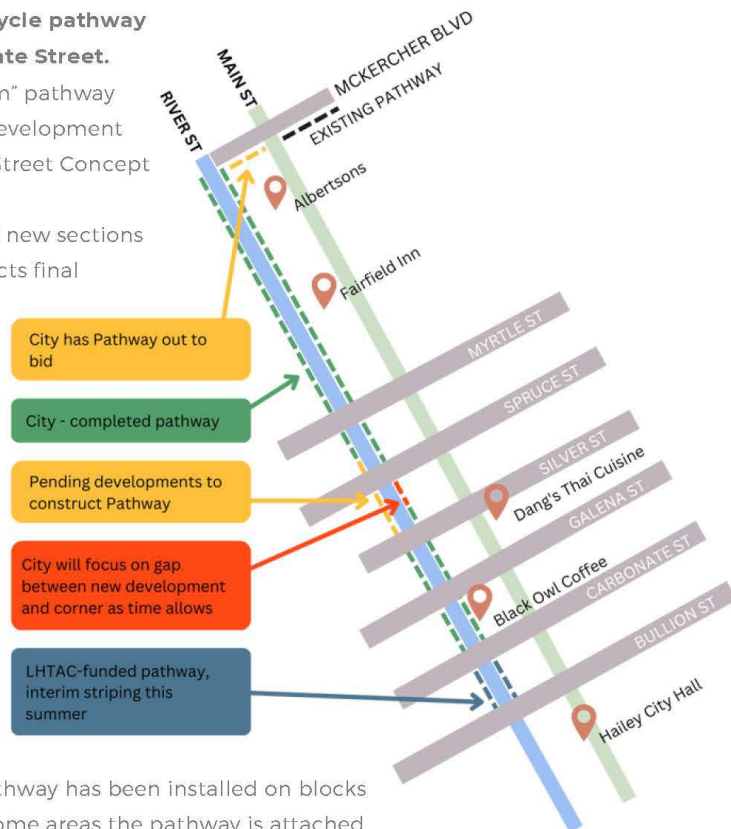 ycle pathway
ate Street.
m" pathway
evelopment
Street Concept
new sections
cts final
MCKERCHER BLVD
MAIN ST
EXISTING PATHWAY
RIVER ST
Albertsons
Fairfield Inn
City has Pathway out to
bid
MYRTLE ST
City - completed pathway
SPRUCE ST
Pending developments to
construct Pathway
SILVER ST
Dang's Thai Cuisine
GALENA ST
City will focus on gap
between new development
and corner as time allows
Black Owl Coffee
CARBONATE ST
BULLION ST
LHTAC-funded pathway,
interim striping this
summer
Hailey City Hall
thway has been installed on blocks
ome areas the pathway is attached